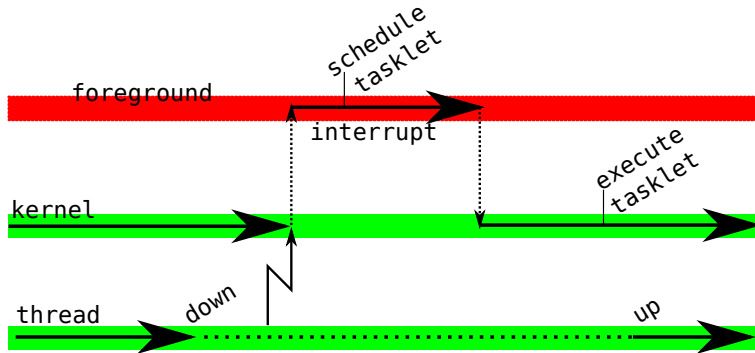 schedule
tasklet
foreground
interrupt
execute
tasklet
kernel
down
up
thread